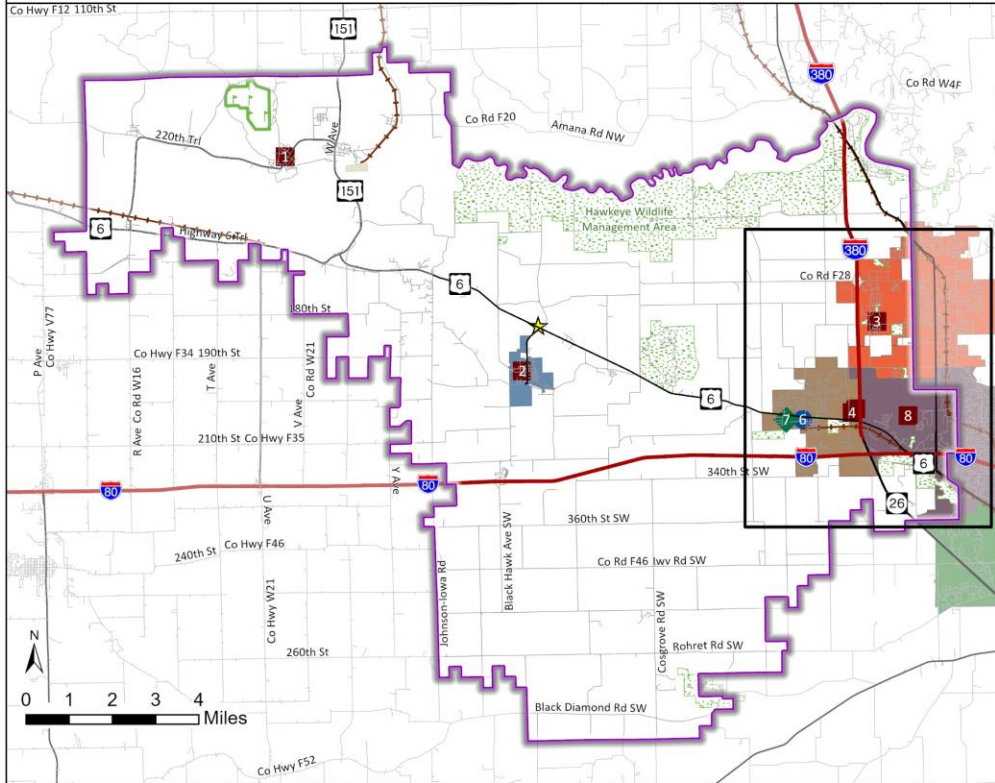 Co Hwy F12 110th St
151
380
Co Rd W4F
Co Rd F20
Amana Rd NW
220th Trl
W Ave
1
151
Hawkeye Wildlife
Management Area
6
Highway 6 Trl
380
6
Co Rd F28
180th St
3
P Ave
Co Hwy V77
Co Hwy F34 190th St
T Ave
Co Rd W21
2
R Ave Co Rd W16
V Ave
6
4
8
7
6
210th St Co Hwy F35
80
6
80
340th St SW
Y Ave
80
80
U Ave
26
360th St SW
240th St Co Hwy F46
Co Rd F46 Iwv Rd SW
Johnson-Iowa Rd
Black Hawk Ave SW
Co Hwy W21
Cosgrove Rd SW
Rohret Rd SW
260th St
N
0 1 2 3 4
Miles
Black Diamond Rd SW
Co Hwy F52